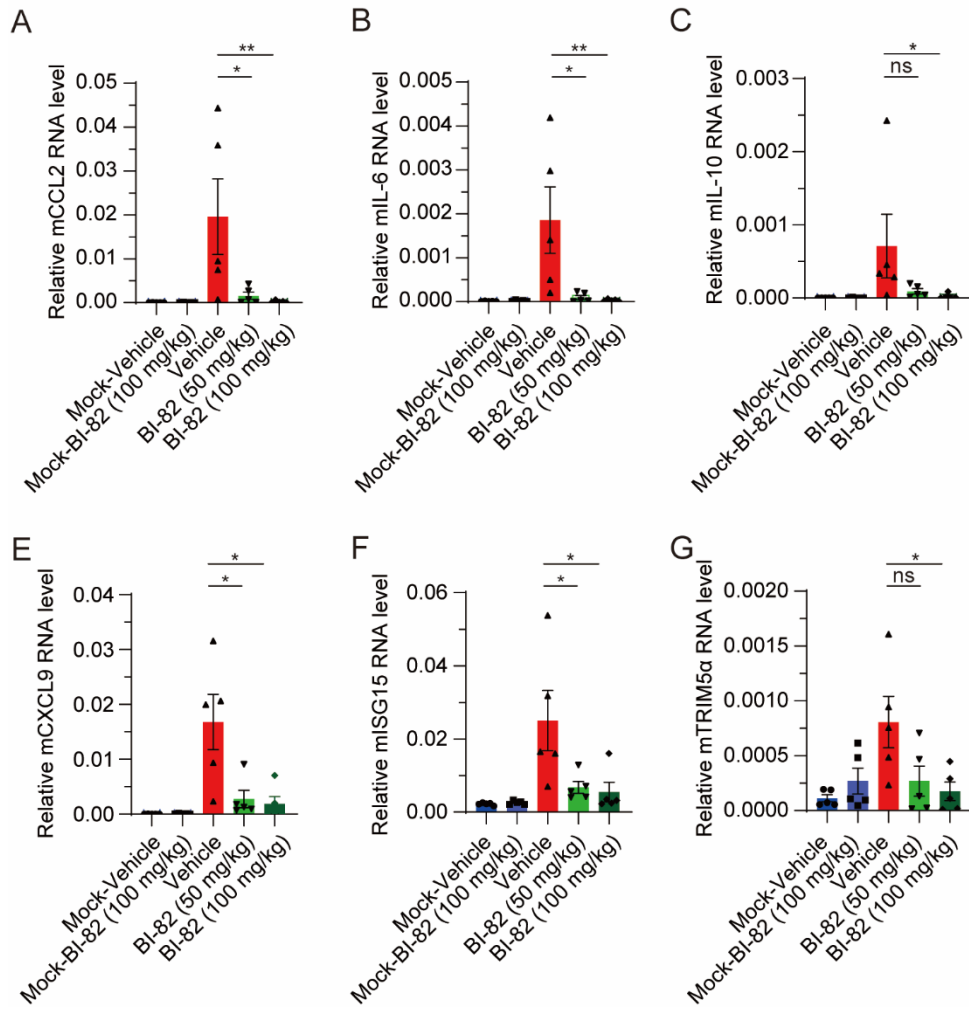 A
Relative mCCL2 RNA level
0.05
0.04
0.03
0.02
0.01
0.00
**
*
Mock-Vehicle
Mock-BI-82 (100 mg/kg)
Vehicle
BI-82 (50 mg/kg)
BI-82 (100 mg/kg)
B
Relative mIL-6 RNA level
0.005
0.004
0.003
0.002
0.001
0.000
**
*
Mock-Vehicle
Mock-BI-82 (100 mg/kg)
Vehicle
BI-82 (50 mg/kg)
BI-82 (100 mg/kg)
C
Relative mIL-10 RNA level
0.003
0.002
0.001
0.000
*
ns
Mock-Vehicle
Mock-BI-82 (100 mg/kg)
Vehicle
BI-82 (50 mg/kg)
BI-82 (100 mg/kg)
E
Relative mCXCL9 RNA level
0.04
0.03
0.02
0.01
0.00
*
*
Mock-Vehicle
Mock-BI-82 (100 mg/kg)
Vehicle
BI-82 (50 mg/kg)
BI-82 (100 mg/kg)
F
Relative mISG15 RNA level
0.06
0.04
0.02
0.00
*
*
Mock-Vehicle
Mock-BI-82 (100 mg/kg)
Vehicle
BI-82 (50 mg/kg)
BI-82 (100 mg/kg)
G
Relative mTRIM5α RNA level
0.0020
0.0015
0.0010
0.0005
0.0000
*
ns
Mock-Vehicle
Mock-BI-82 (100 mg/kg)
Vehicle
BI-82 (50 mg/kg)
BI-82 (100 mg/kg)